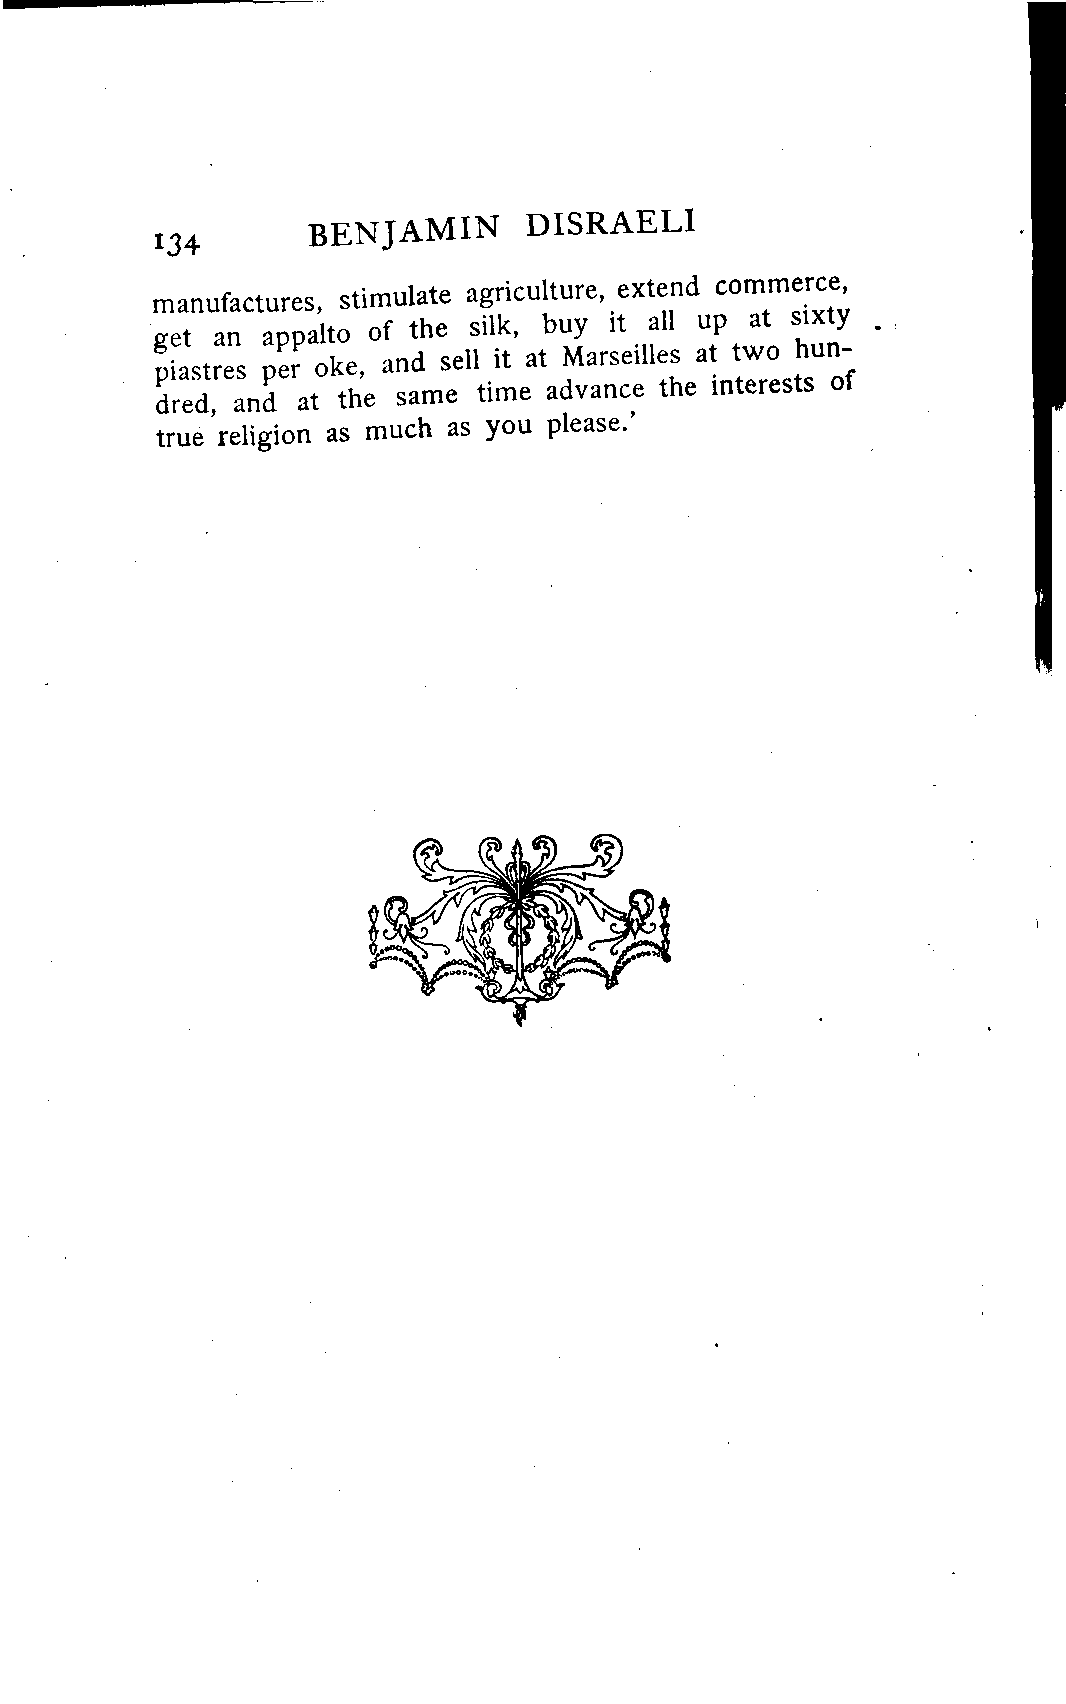 134 BENJAMIN DISRAELI
manufactures, stimulate agriculture, extend commerce,
get an appalto of the silk, buy it all up at sixty
piastres per oke, and sell it at Marseilles at two hun-
dred, and at the same time advance the interests of
true religion as much as you please.'